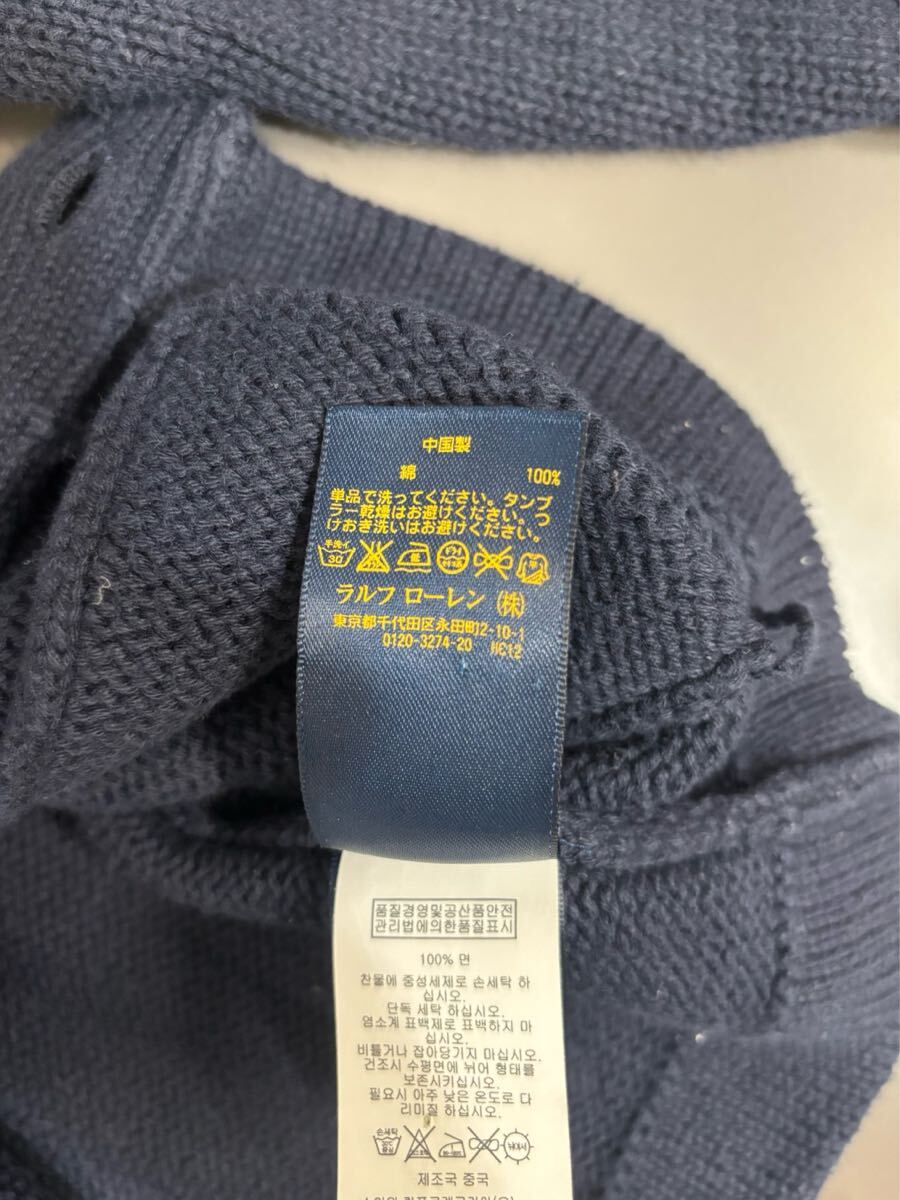 中国製
綿 100%
単品で洗ってください。タンブ
ラー乾燥はお避けください。つ
けおき洗いはお避けください。
手洗イ
30
ラルフ ローレン (株)
東京都千代田区永田町2-10-1
0120-3274-20 HC12
품질경영및공산품안전
관리법에의한품질표시
100% 면
찬물에 중성세제로 손세탁 하
십시오.
단독 세탁 하십시오.
염소계 표백제로 표백하지 마
십시오.
비틀거나 잡아당기지 마십시오.
건조시 수평면에 뉘어 형태를
보존시키십시오.
필요시 아주 낮은 온도로 다
리미질 하십시오.
손세탁
제조국 중국